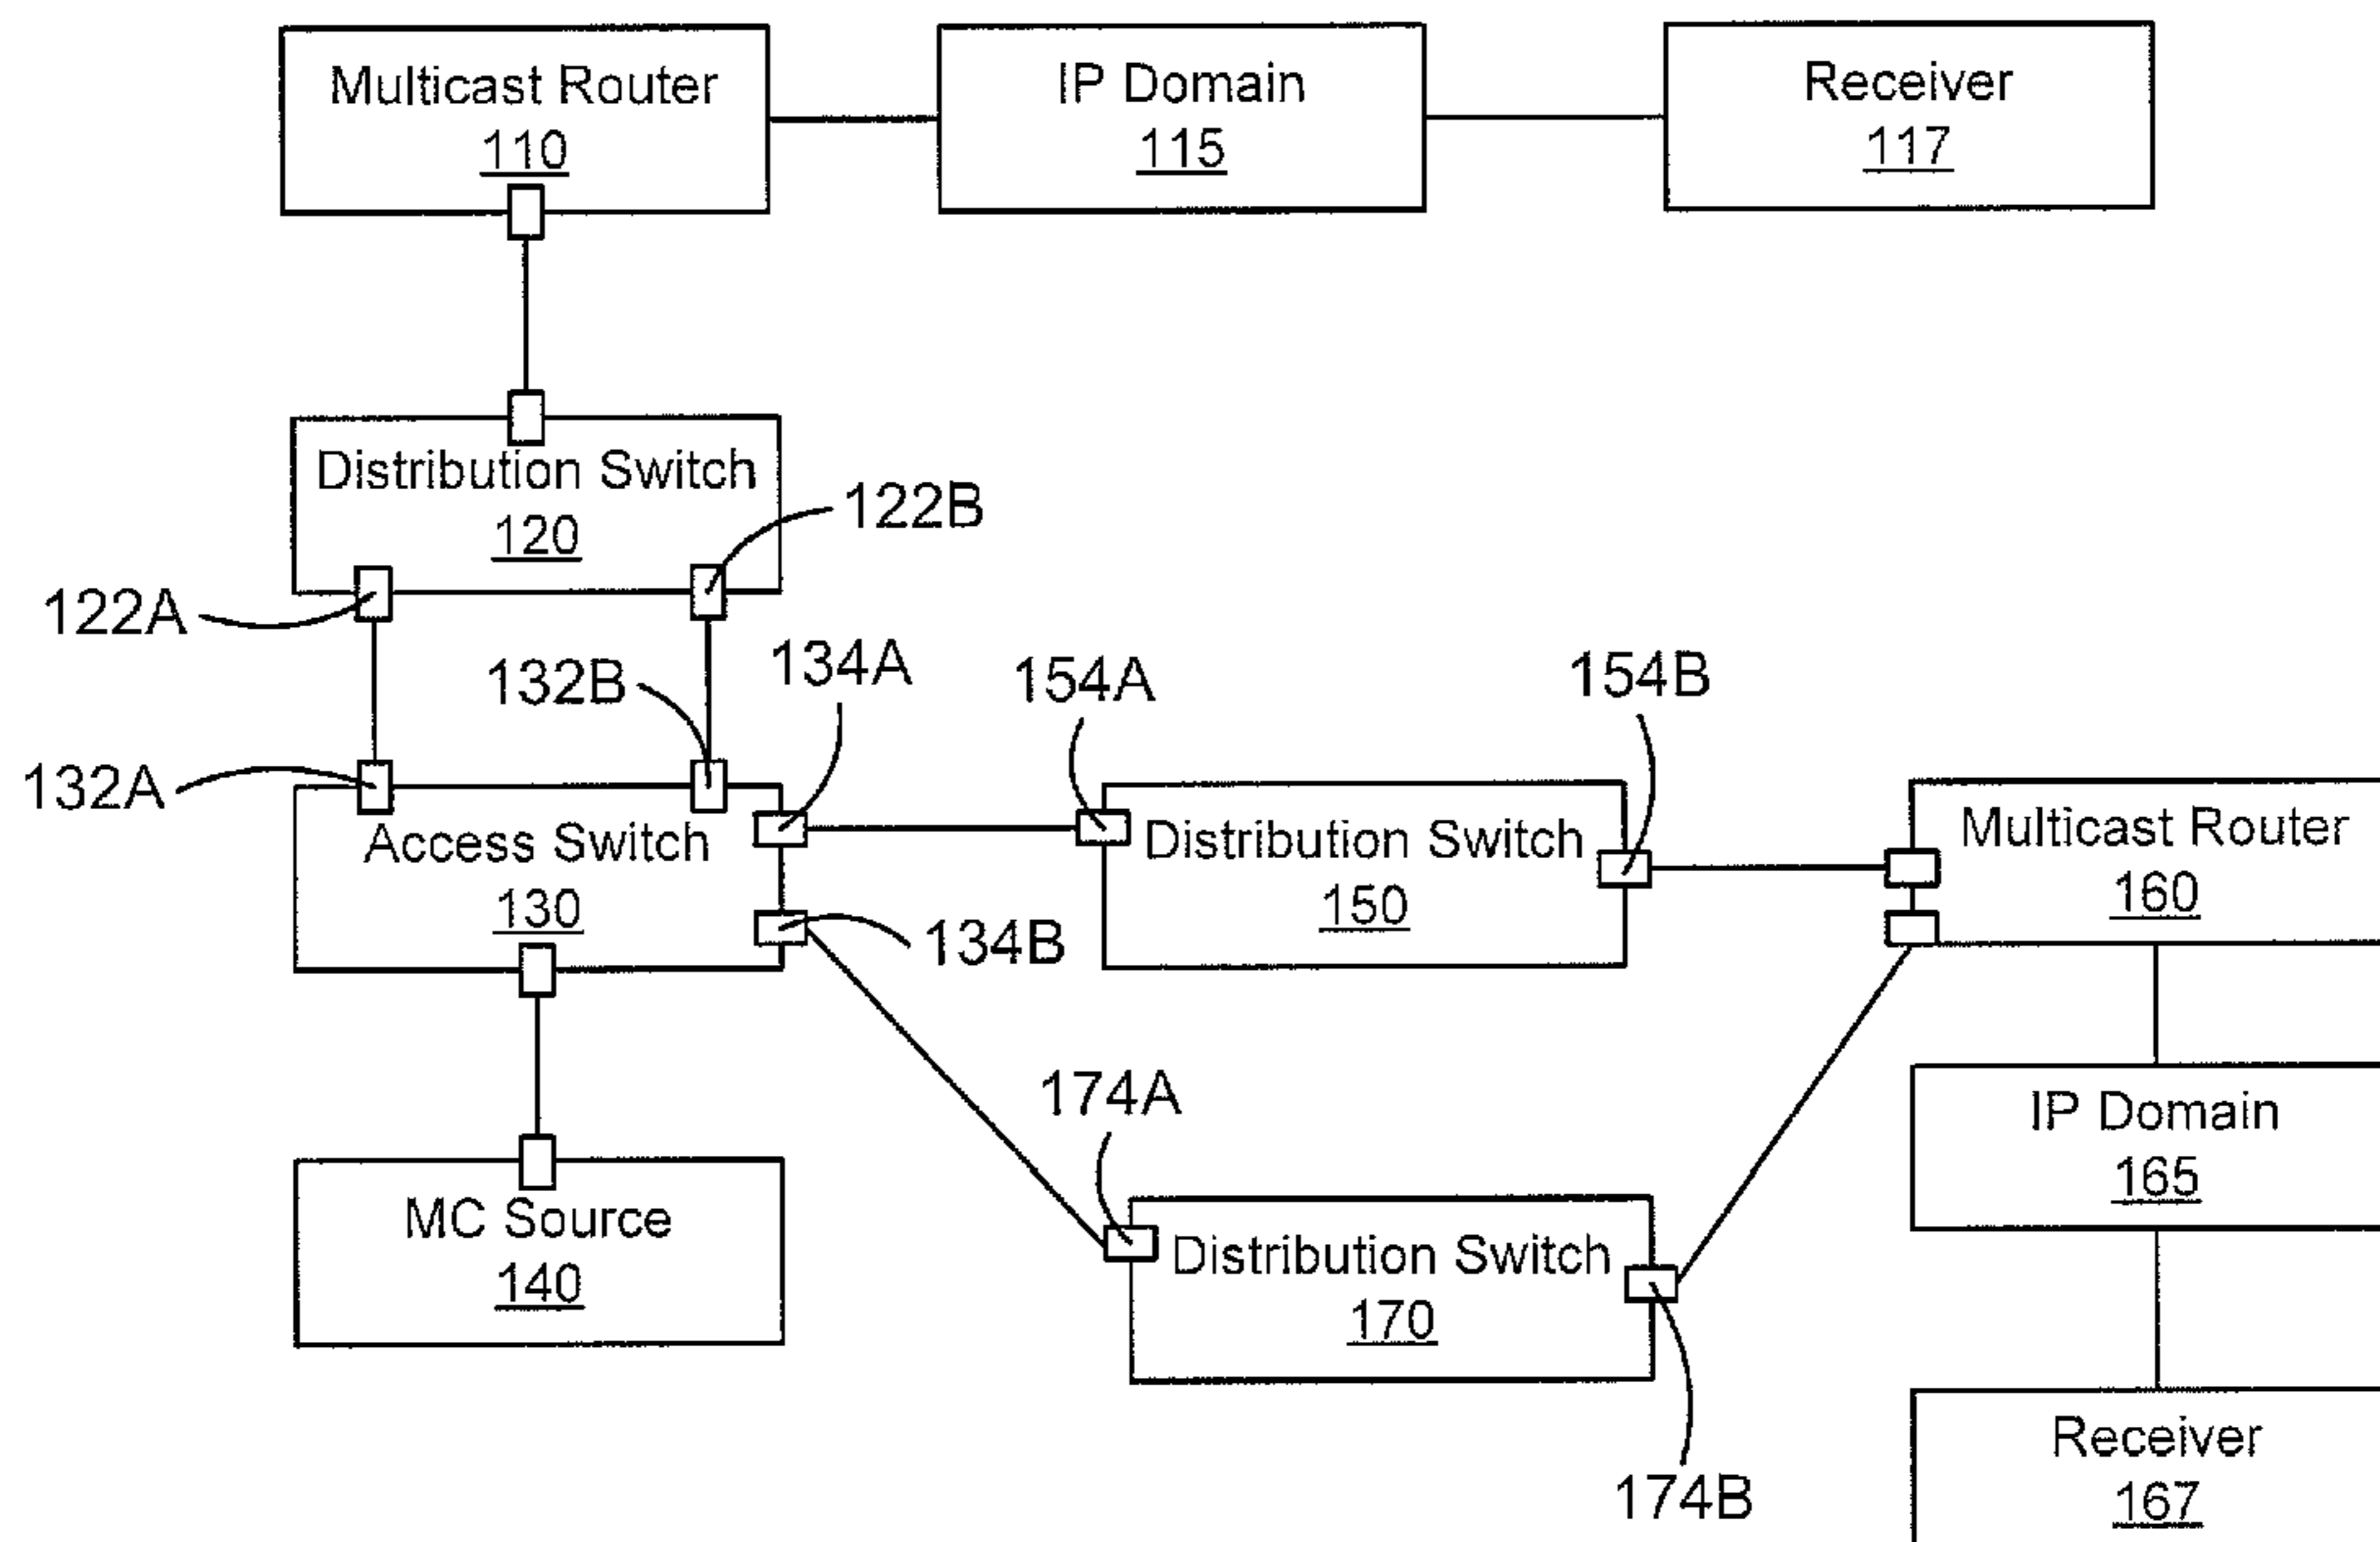 Multicast Router
110
IP Domain
115
Receiver
117
Distribution Switch
120
122B
122A
132B
134A
154A
154B
132A
Access Switch
130
134B
Distribution Switch
150
Multicast Router
160
174A
IP Domain
165
MC Source
140
Distribution Switch
170
174B
Receiver
167